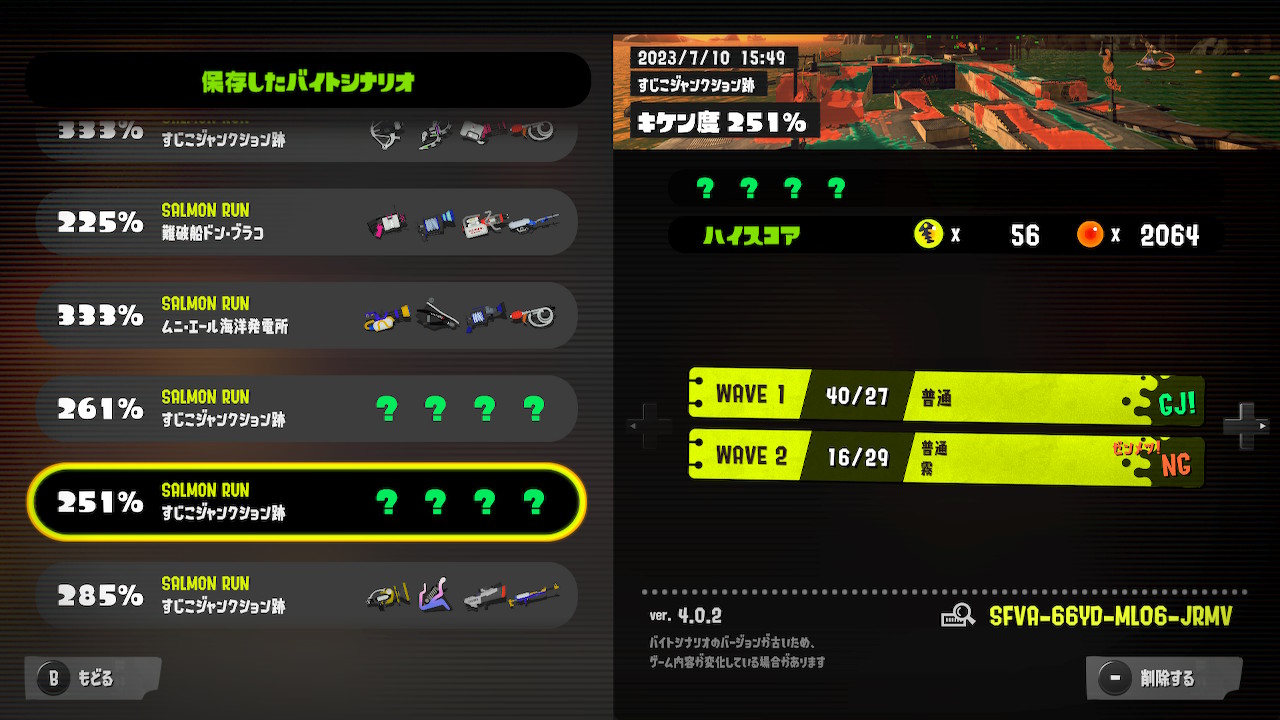 保存したバイトシナリオ
333%
SALMON RUN
すじこジャンクション跡
225%
SALMON RUN
難破船ドン・ブラコ
333%
SALMON RUN
ムニ・エール海洋発電所
261%
SALMON RUN
すじこジャンクション跡
? ? ? ?
251%
SALMON RUN
すじこジャンクション跡
? ? ? ?
285%
SALMON RUN
すじこジャンクション跡
B もどる
2023/7/10 15:49
すじこジャンクション跡
キケン度 251%
? ? ? ?
ハイスコア x 56 x 2064
WAVE 1 40/27 普通 GJ!
WAVE 2 16/29 普通 霧 ゼンメツ! NG
ver. 4.0.2
SFVA-66YD-ML06-JRMV
バイトシナリオのバージョンが古いため、
ゲーム内容が変化している場合があります
- 削除する